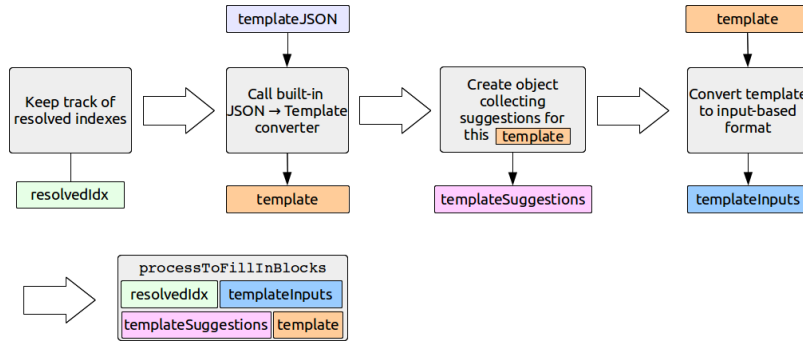 templateJSON
template
Keep track of
resolved indexes
Call built-in
JSON → Template
converter
Create object
collecting
suggestions for
this template
Convert template
to input-based
format
resolvedIdx
template
templateSuggestions
templateInputs
processToFillInBlocks
resolvedIdx templateInputs
templateSuggestions template